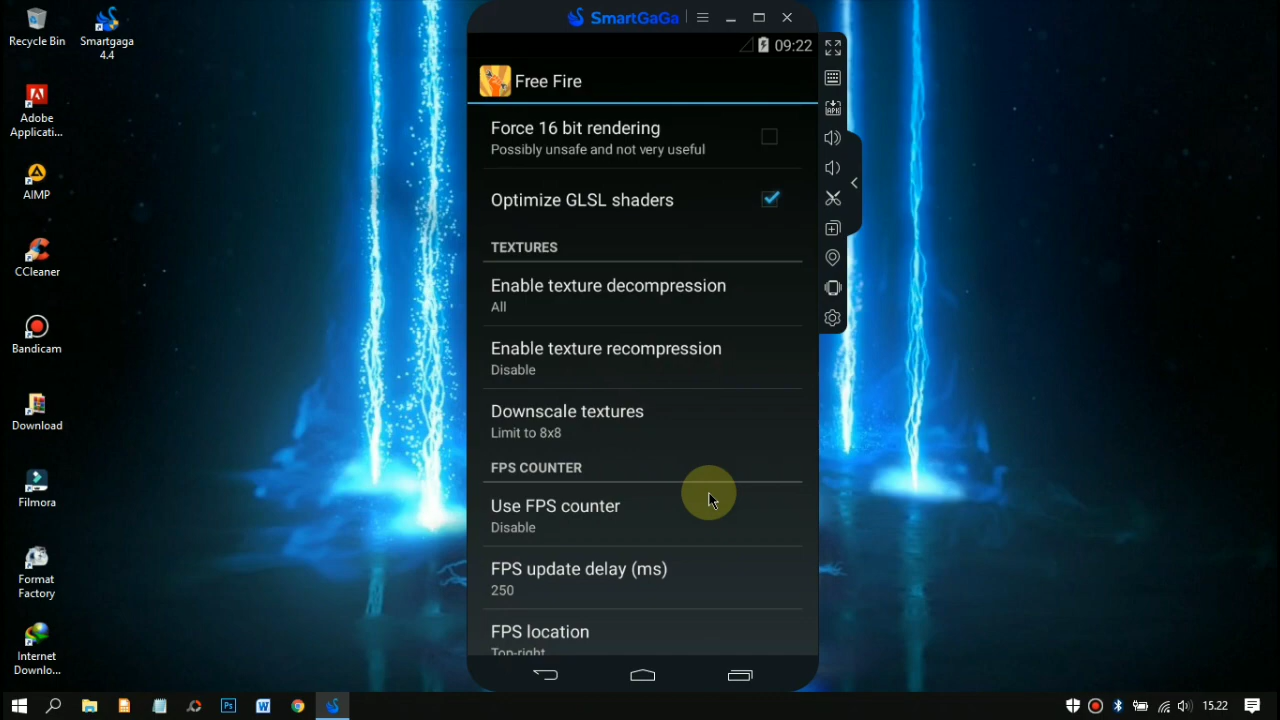 Recycle Bin
Smartgaga
4.4
Adobe
Applicati...
AIMP
CCleaner
Bandicam
Download
Filmora
Format
Factory
Internet
Downlo...
SmartGaGa
09:22
Free Fire
Force 16 bit rendering
Possibly unsafe and not very useful
Optimize GLSL shaders
TEXTURES
Enable texture decompression
All
Enable texture recompression
Disable
Downscale textures
Limit to 8x8
FPS COUNTER
Use FPS counter
Disable
FPS update delay (ms)
250
FPS location
Top-right
APK
Ps
W
15.22